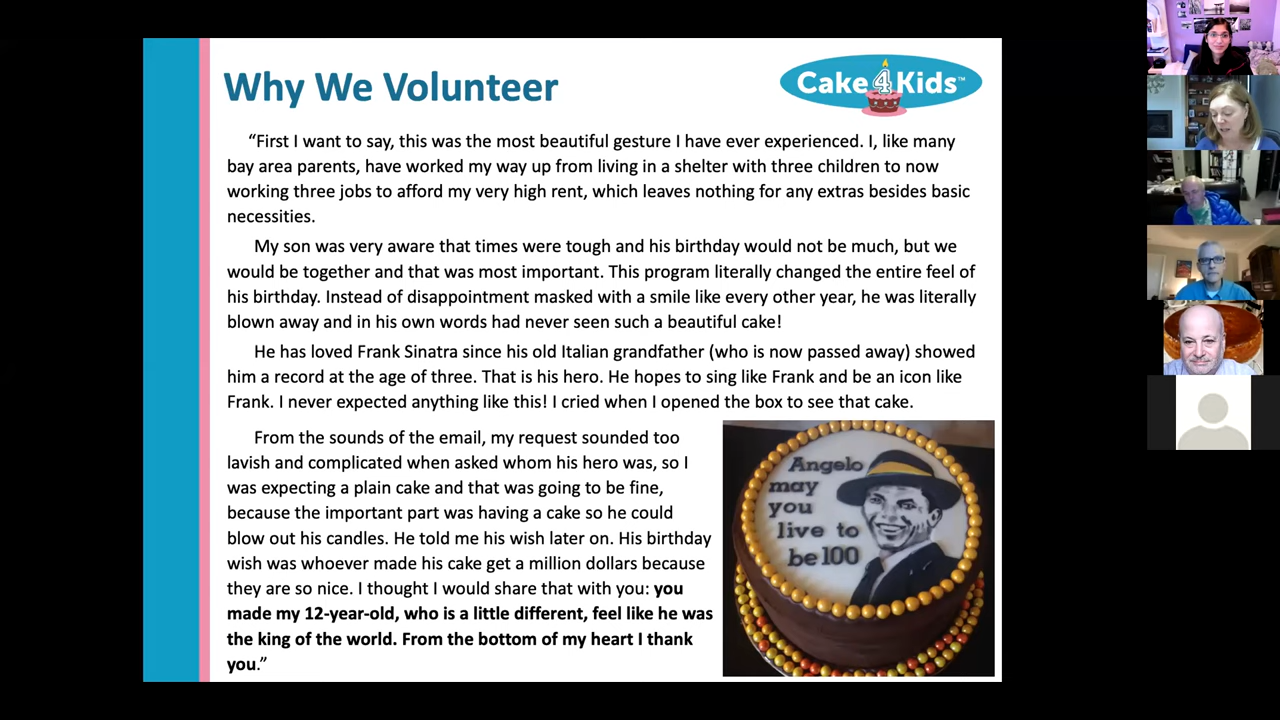 Why We Volunteer
Cake4Kids™
“First I want to say, this was the most beautiful gesture I have ever experienced. I, like many
bay area parents, have worked my way up from living in a shelter with three children to now
working three jobs to afford my very high rent, which leaves nothing for any extras besides basic
necessities.
My son was very aware that times were tough and his birthday would not be much, but we
would be together and that was most important. This program literally changed the entire feel of
his birthday. Instead of disappointment masked with a smile like every other year, he was literally
blown away and in his own words had never seen such a beautiful cake!
He has loved Frank Sinatra since his old Italian grandfather (who is now passed away) showed
him a record at the age of three. That is his hero. He hopes to sing like Frank and be an icon like
Frank. I never expected anything like this! I cried when I opened the box to see that cake.
From the sounds of the email, my request sounded too
lavish and complicated when asked whom his hero was, so I
was expecting a plain cake and that was going to be fine,
because the important part was having a cake so he could
blow out his candles. He told me his wish later on. His birthday
wish was whoever made his cake get a million dollars because
they are so nice. I thought I would share that with you: you
made my 12-year-old, who is a little different, feel like he was
the king of the world. From the bottom of my heart I thank
you.”
Angelo
may
you
live to
be 100